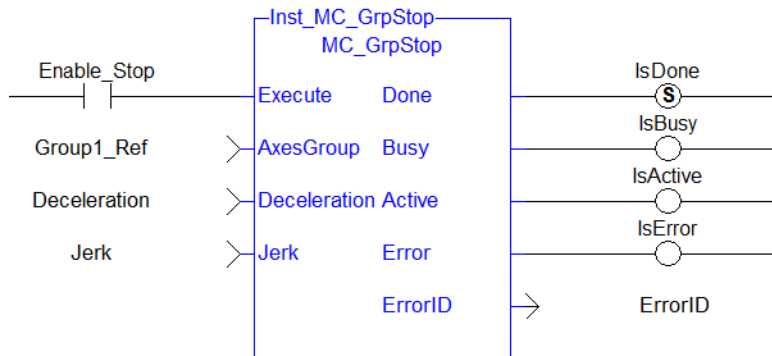 Inst_MC_GrpStop
MC_GrpStop
Enable_Stop
IsDone
Execute Done
S
IsBusy
Group1_Ref
AxesGroup Busy
IsActive
Deceleration
Deceleration Active
IsError
Jerk
Jerk Error
ErrorID
ErrorID